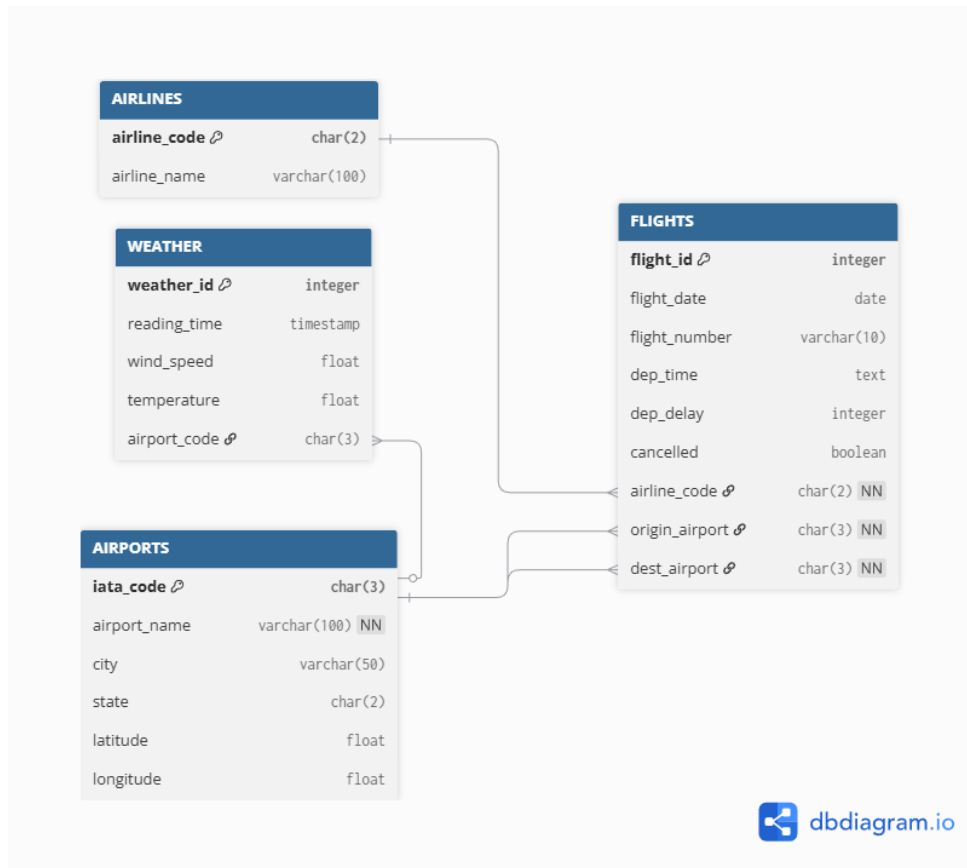 AIRLINES
airline_code char(2)
airline_name varchar(100)
WEATHER
weather_id integer
reading_time timestamp
wind_speed float
temperature float
airport_code char(3)
AIRPORTS
iata_code char(3)
airport_name varchar(100) NN
city varchar(50)
state char(2)
latitude float
longitude float
FLIGHTS
flight_id integer
flight_date date
flight_number varchar(10)
dep_time text
dep_delay integer
cancelled boolean
airline_code char(2) NN
origin_airport char(3) NN
dest_airport char(3) NN
dbdiagram.io